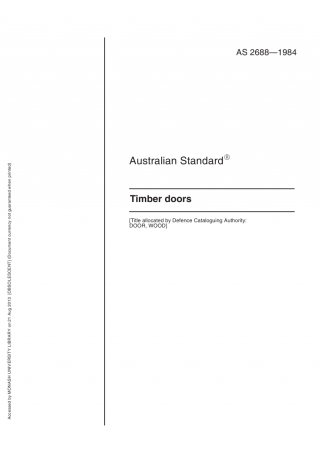 AS 2688—1984
Australian Standard®
Timber doors
[Title allocated by Defence Cataloguing Authority:
DOOR, WOOD]
Accessed by MONASH UNIVERSITY LIBRARY on 21 Aug 2013 [OBSOLESCENT] (Document currency not guaranteed when printed)